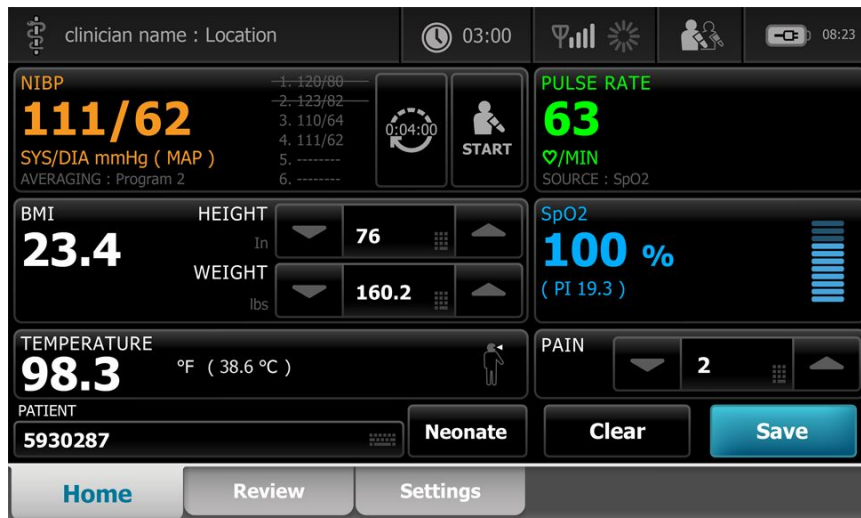 clinician name : Location
03:00
08:23
NIBP
111/62
SYS/DIA mmHg ( MAP )
AVERAGING : Program 2
1. 120/80
2. 123/82
3. 110/64
4. 111/62
5. --------
6. --------
0:04:00
START
PULSE RATE
63
♡/MIN
SOURCE : SpO2
BMI
23.4
HEIGHT
In
76
WEIGHT
lbs
160.2
SpO2
100 %
( PI 19.3 )
TEMPERATURE
98.3 °F ( 38.6 °C )
PAIN
2
PATIENT
5930287
Neonate
Clear
Save
Home
Review
Settings